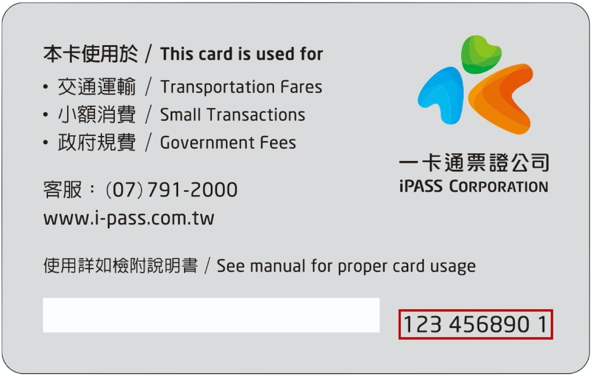 本卡使用於 / This card is used for
• 交通運輸 / Transportation Fares
• 小額消費 / Small Transactions
• 政府規費 / Government Fees
一卡通票證公司
iPASS CORPORATION
客服：(07)791-2000
www.i-pass.com.tw
使用詳如檢附說明書 / See manual for proper card usage
123 456890 1